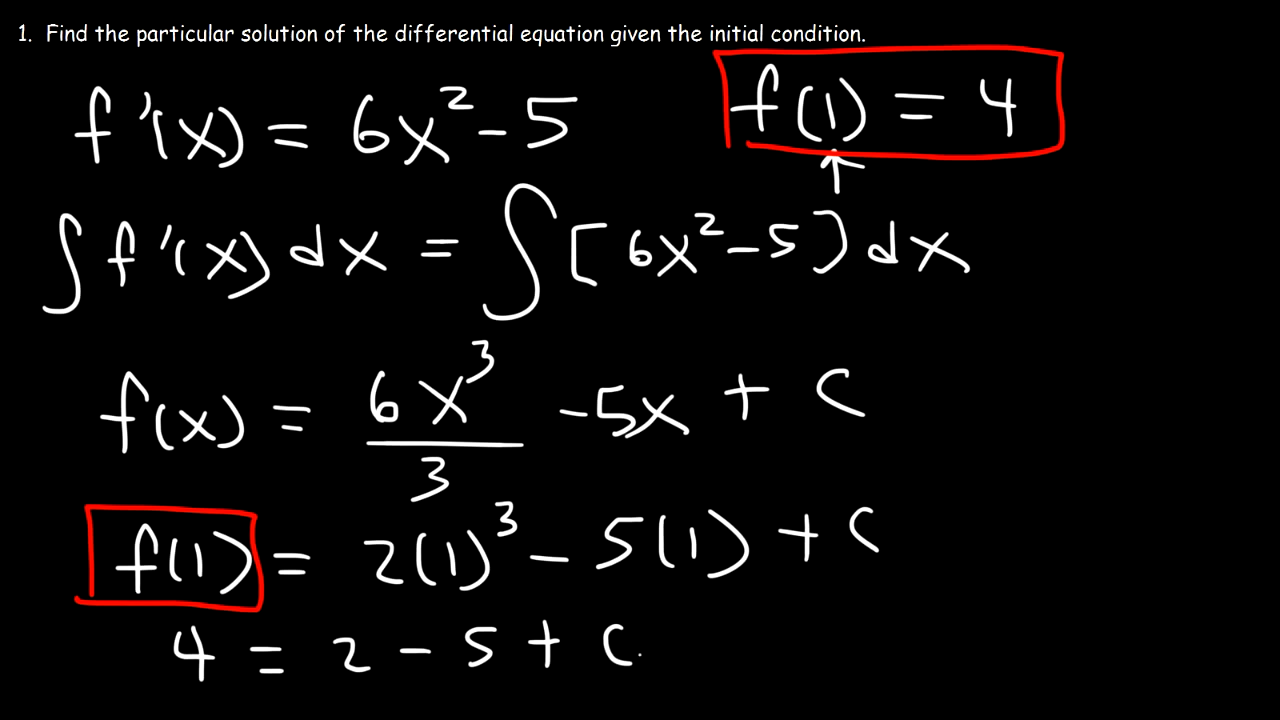 1. Find the particular solution of the differential equation given the initial condition.
f'(x) = 6x² - 5 f(1) = 4
∫ f'(x) dx = ∫ [6x² - 5] dx
f(x) = 6x³/3 - 5x + C
f(1) = 2(1)³ - 5(1) + C
4 = 2 - 5 + C